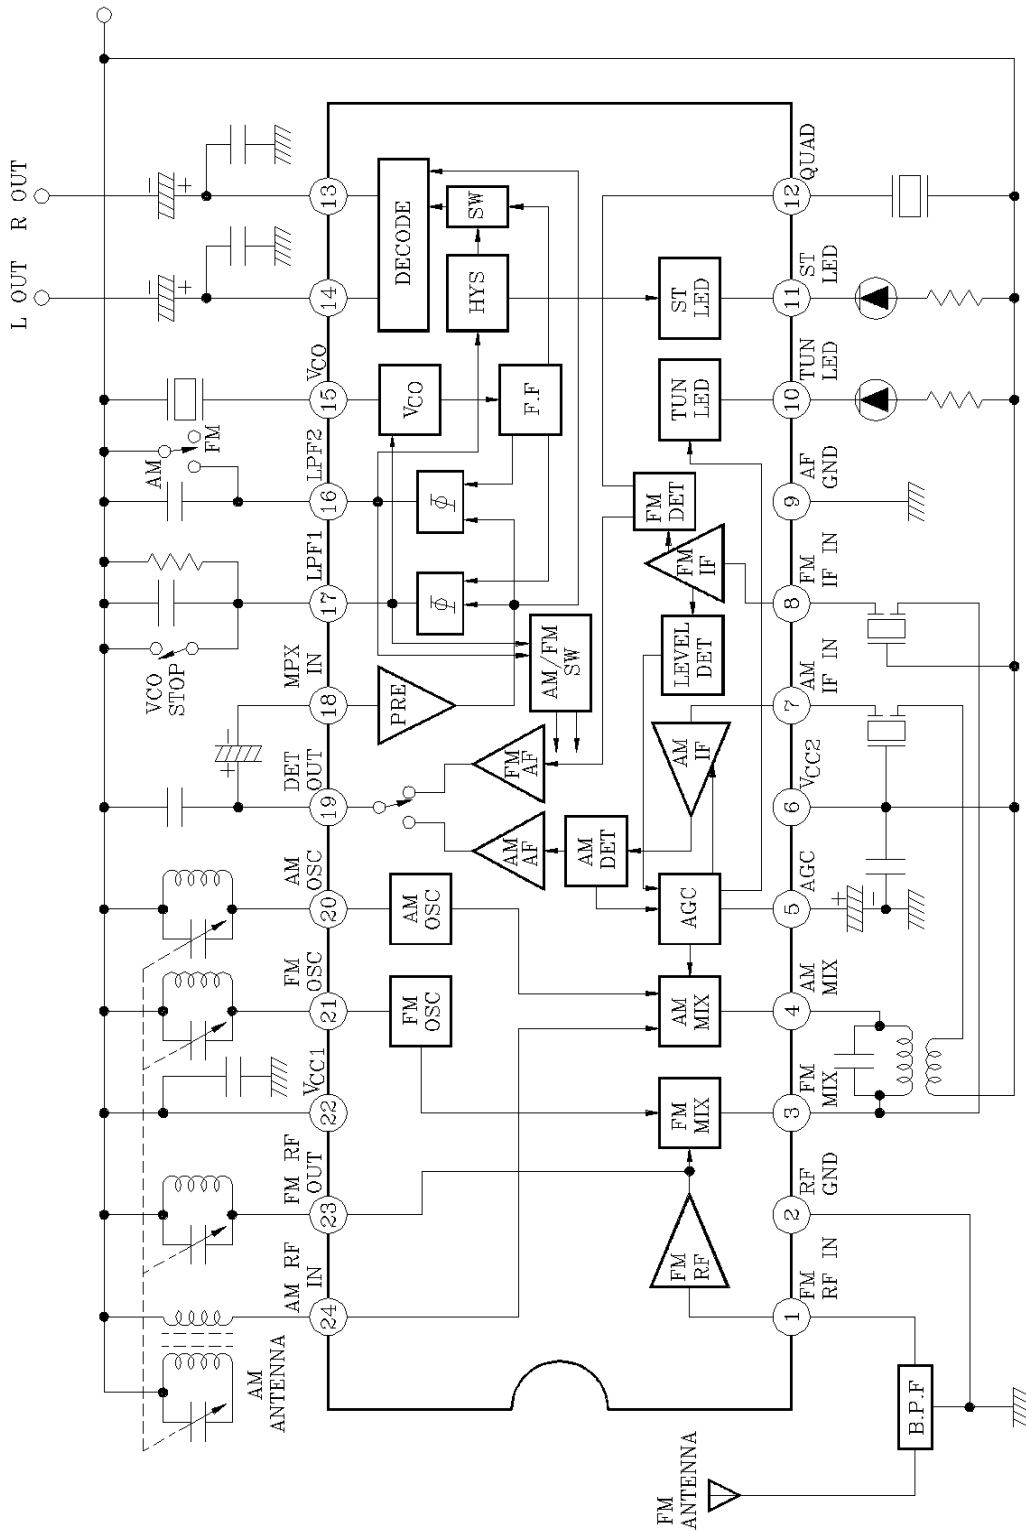 R OUT
L OUT
13
DECODE
SW
12
QUAD
14
HYS
ST
LED
11
ST
LED
VCO
15
VCO
F.F
TUN
LED
10
TUN
LED
AM
FM
LPF2
16
Φ
FM
DET
9
AF
GND
LPF1
17
Φ
FM
IF
8
FM
IF IN
VCO
STOP
MPX
IN
18
PRE
AM/FM
SW
LEVEL
DET
7
AM
IF IN
DET
OUT
19
FM
AF
AM
IF
6
VCC2
AM
AF
AM
DET
AM
OSC
20
AM
OSC
AGC
5
AGC
FM
OSC
21
FM
OSC
AM
MIX
4
AM
MIX
VCC1
22
FM
MIX
3
FM
MIX
FM RF
OUT
23
2
RF
GND
AM RF
IN
24
FM
RF
1
FM
RF IN
AM
ANTENNA
B.P.F
FM
ANTENNA
+
−
+
−
+
−
+
−